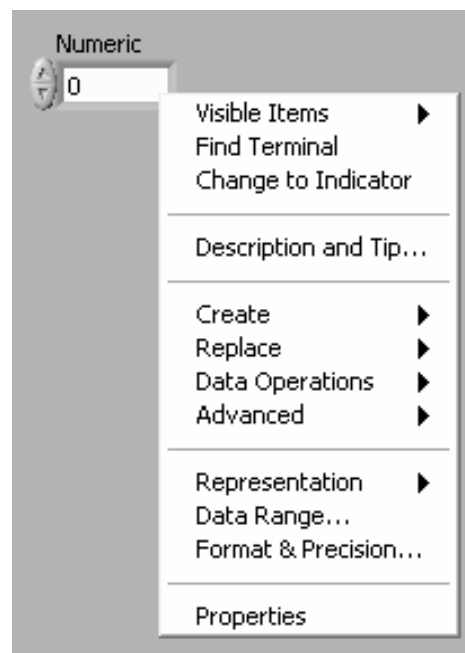 Numeric
0
Visible Items
Find Terminal
Change to Indicator
Description and Tip...
Create
Replace
Data Operations
Advanced
Representation
Data Range...
Format & Precision...
Properties